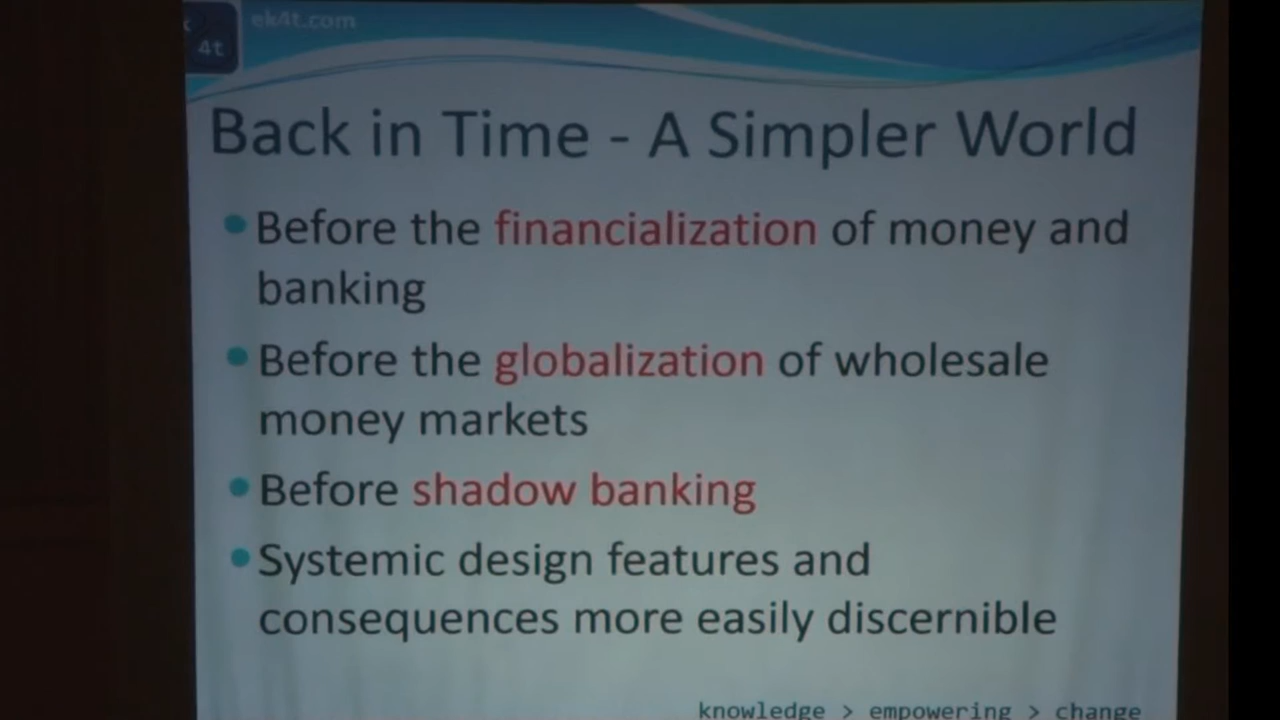 4t
ek4t.com
Back in Time - A Simpler World
Before the financialization of money and
banking
Before the globalization of wholesale
money markets
Before shadow banking
Systemic design features and
consequences more easily discernible
knowledge > empowering > change